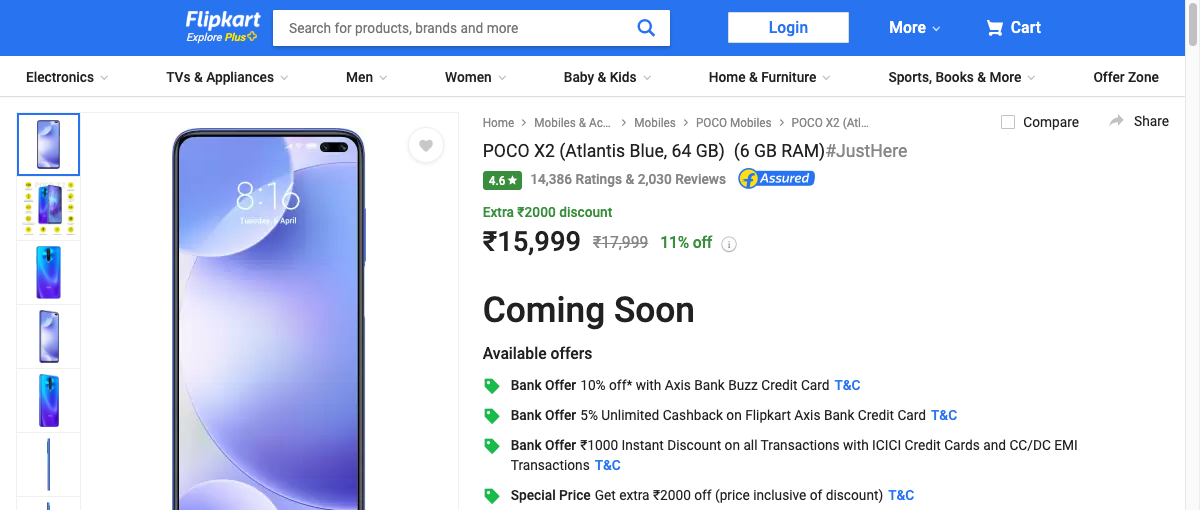 Flipkart
Explore Plus
Search for products, brands and more
Login
More
Cart
Electronics
TVs & Appliances
Men
Women
Baby & Kids
Home & Furniture
Sports, Books & More
Offer Zone
Home
Mobiles & Ac...
Mobiles
POCO Mobiles
POCO X2 (Atl...
Compare
Share
POCO X2 (Atlantis Blue, 64 GB) (6 GB RAM)#JustHere
4.6★ 14,386 Ratings & 2,030 Reviews
Assured
Extra ₹2000 discount
₹15,999 ₹17,999 11% off
Coming Soon
Available offers
Bank Offer 10% off* with Axis Bank Buzz Credit Card T&C
Bank Offer 5% Unlimited Cashback on Flipkart Axis Bank Credit Card T&C
Bank Offer ₹1000 Instant Discount on all Transactions with ICICI Credit Cards and CC/DC EMI
Transactions T&C
Special Price Get extra ₹2000 off (price inclusive of discount) T&C
8:16
April